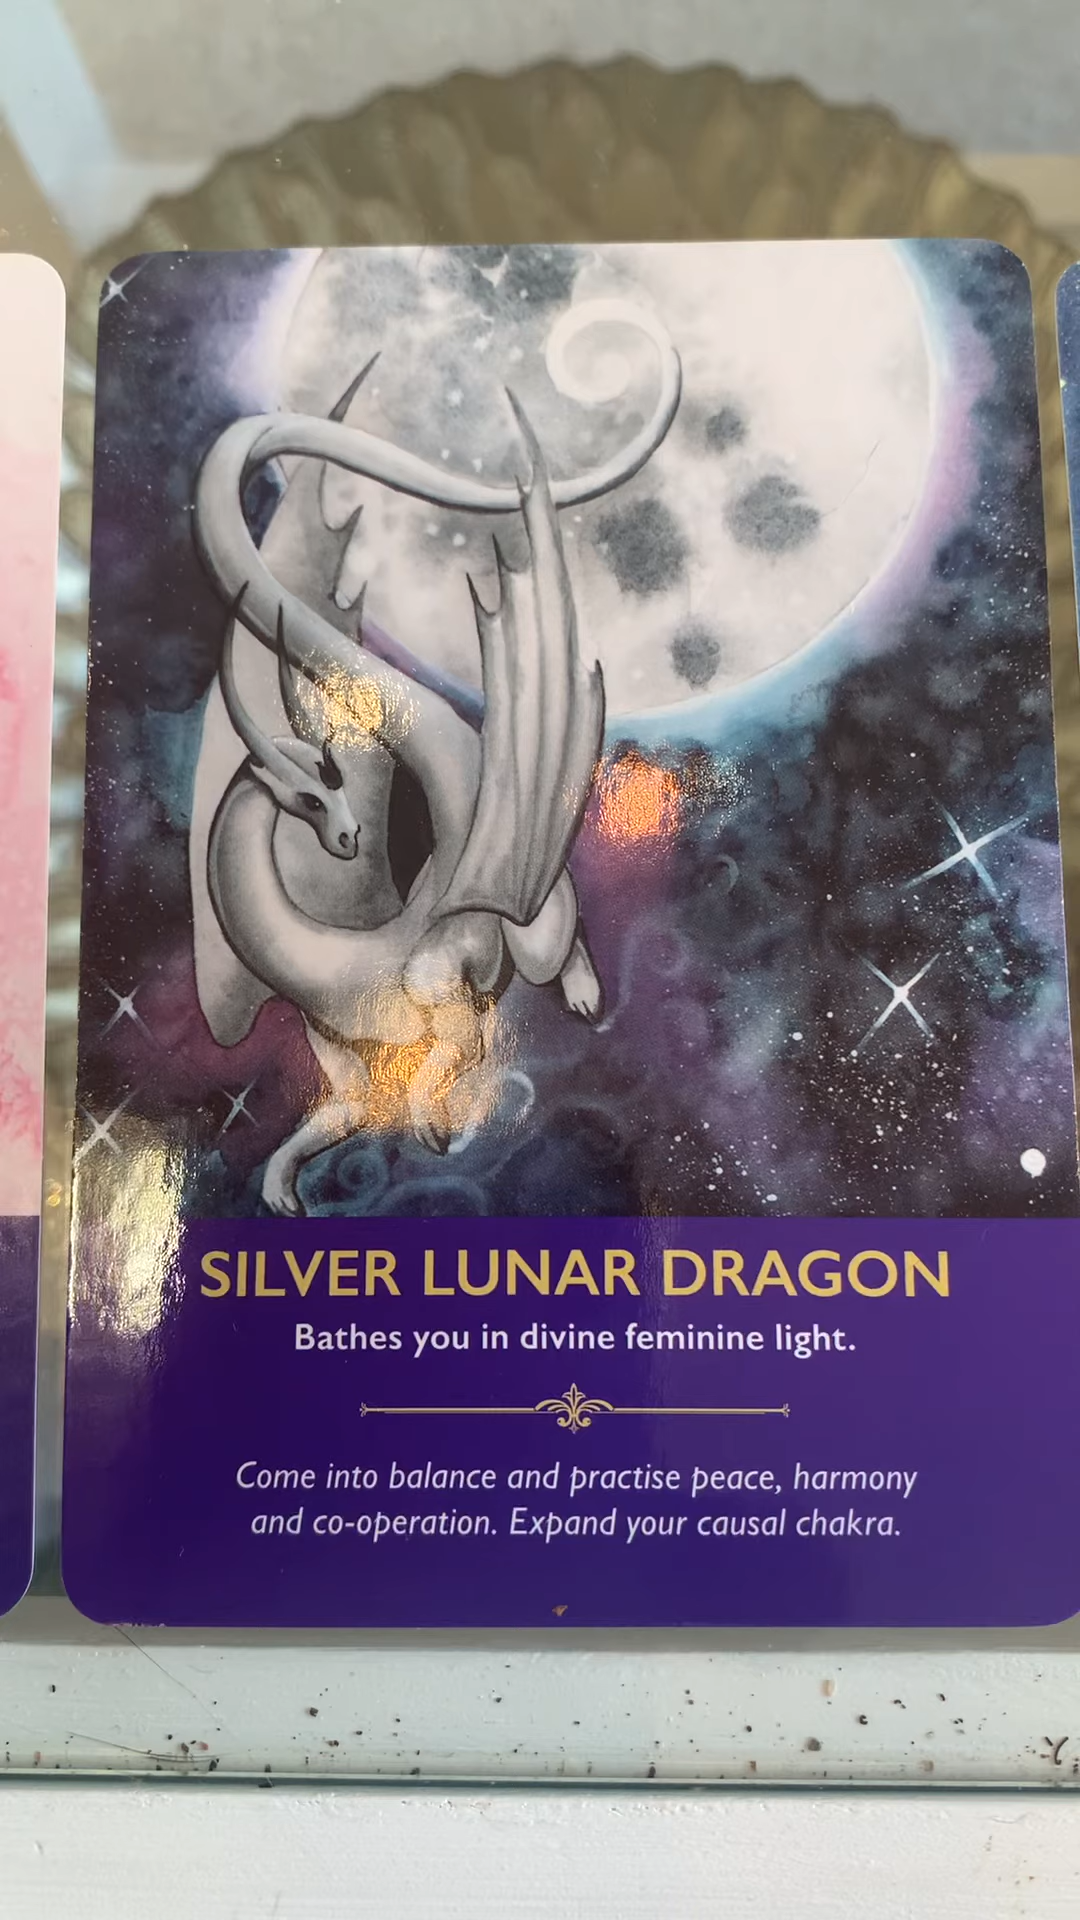 SILVER LUNAR DRAGON
Bathes you in divine feminine light.
Come into balance and practise peace, harmony
and co-operation. Expand your causal chakra.